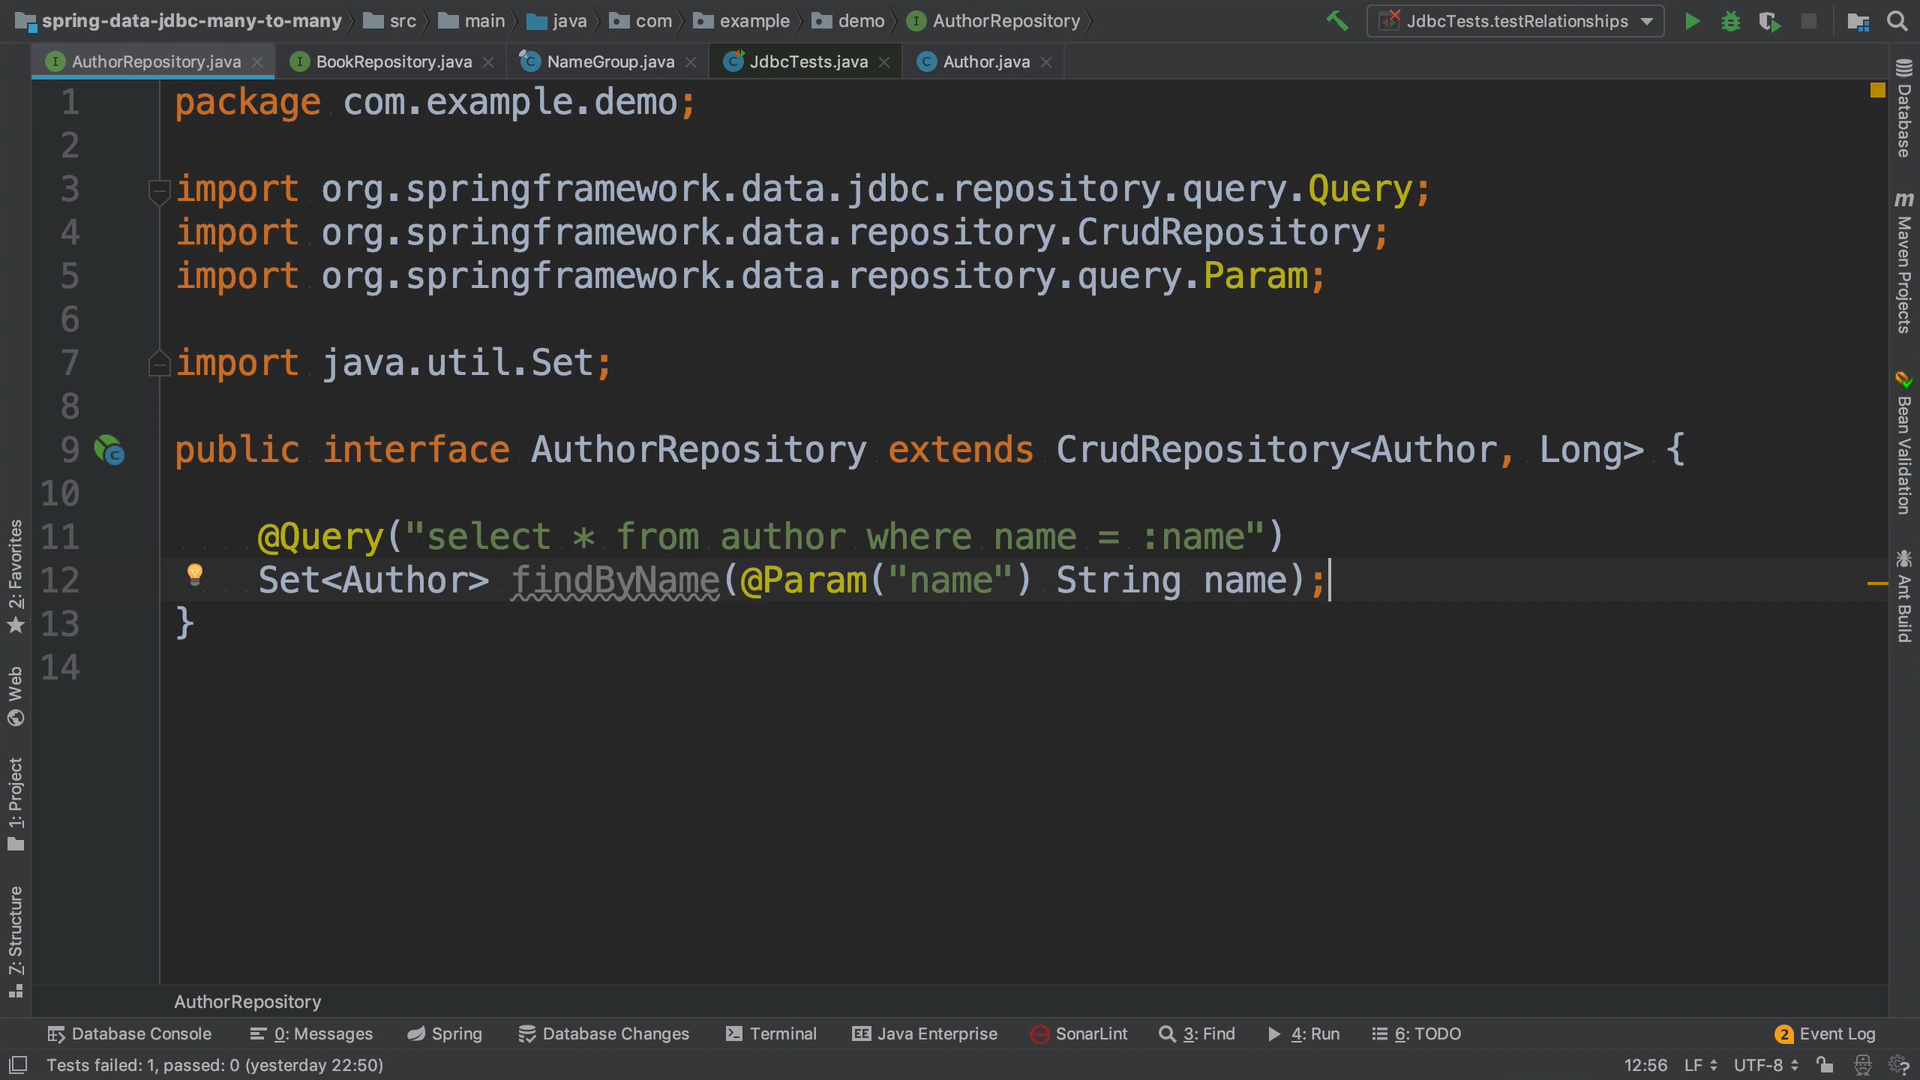 spring-data-jdbc-many-to-many src main java com example demo AuthorRepository JdbcTests.testRelationships
AuthorRepository.java BookRepository.java NameGroup.java JdbcTests.java Author.java
1 package com.example.demo;
2
3 import org.springframework.data.jdbc.repository.query.Query;
4 import org.springframework.data.repository.CrudRepository;
5 import org.springframework.data.repository.query.Param;
6
7 import java.util.Set;
8
9 public interface AuthorRepository extends CrudRepository<Author, Long> {
10
11 @Query("select * from author where name = :name")
12 Set<Author> findByName(@Param("name") String name);
13 }
14
2: Favorites
Web
1: Project
7: Structure
Database
Maven Projects
Bean Validation
Ant Build
AuthorRepository
Database Console 0: Messages Spring Database Changes Terminal Java Enterprise SonarLint 3: Find 4: Run 6: TODO 2 Event Log
Tests failed: 1, passed: 0 (yesterday 22:50) 12:56 LF UTF-8